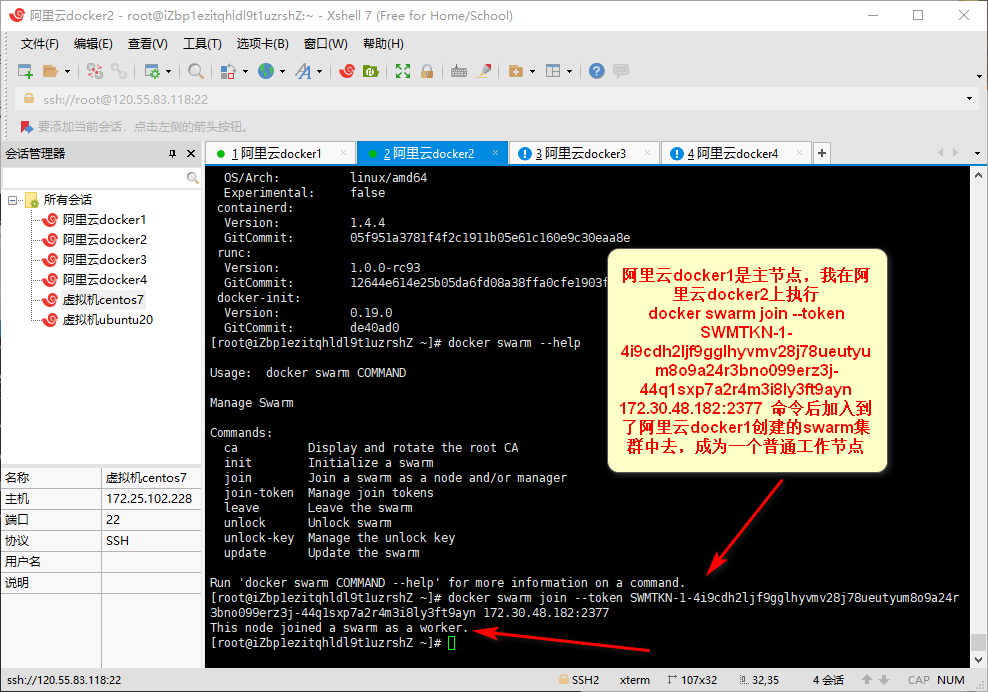 阿里云docker2 - root@iZbp1ezitqhldl9t1uzrshZ:~ - Xshell 7 (Free for Home/School)
文件(F) 编辑(E) 查看(V) 工具(T) 选项卡(B) 窗口(W) 帮助(H)
ssh://root@120.55.83.118:22
要添加当前会话，点击左侧的箭头按钮。
会话管理器
1 阿里云docker1
2 阿里云docker2
3 阿里云docker3
4 阿里云docker4
所有会话
阿里云docker1
阿里云docker2
阿里云docker3
阿里云docker4
虚拟机centos7
虚拟机ubuntu20
名称 虚拟机centos7
主机 172.25.102.228
端口 22
协议 SSH
用户名
说明
OS/Arch: linux/amd64
Experimental: false
containerd:
Version: 1.4.4
GitCommit: 05f951a3781f4f2c1911b05e61c160e9c30eaa8e
runc:
Version: 1.0.0-rc93
GitCommit: 12644e614e25b05da6fd08a38ffa0cfe1903f
docker-init:
Version: 0.19.0
GitCommit: de40ad0
[root@iZbp1ezitqhldl9t1uzrshZ ~]# docker swarm --help
Usage: docker swarm COMMAND
Manage Swarm
Commands:
ca Display and rotate the root CA
init Initialize a swarm
join Join a swarm as a node and/or manager
join-token Manage join tokens
leave Leave the swarm
unlock Unlock swarm
unlock-key Manage the unlock key
update Update the swarm
Run 'docker swarm COMMAND --help' for more information on a command.
[root@iZbp1ezitqhldl9t1uzrshZ ~]# docker swarm join --token SWMTKN-1-4i9cdh2ljf9gglhyvmv28j78ueutyum8o9a24r
3bno099erz3j-44q1sxp7a2r4m3i8ly3ft9ayn 172.30.48.182:2377
This node joined a swarm as a worker.
[root@iZbp1ezitqhldl9t1uzrshZ ~]#
阿里云docker1是主节点，我在阿
里云docker2上执行
docker swarm join --token
SWMTKN-1-
4i9cdh2ljf9gglhyvmv28j78ueutyu
m8o9a24r3bno099erz3j-
44q1sxp7a2r4m3i8ly3ft9ayn
172.30.48.182:2377 命令后加入到
了阿里云docker1创建的swarm集
群中去，成为一个普通工作节点
ssh://root@120.55.83.118:22 SSH2 xterm 107x32 32,35 4 会话 CAP NUM